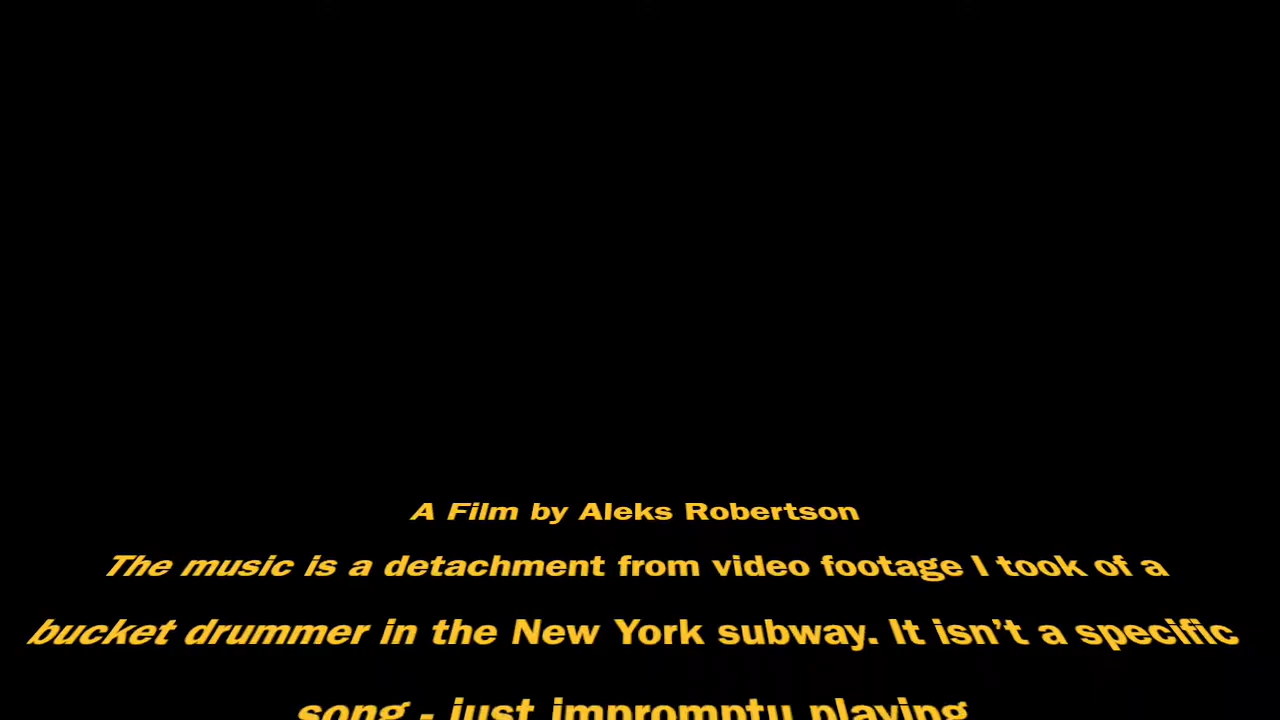 A Film by Aleks Robertson
The music is a detachment from video footage I took of a
bucket drummer in the New York subway. It isn’t a specific
song - just impromptu playing